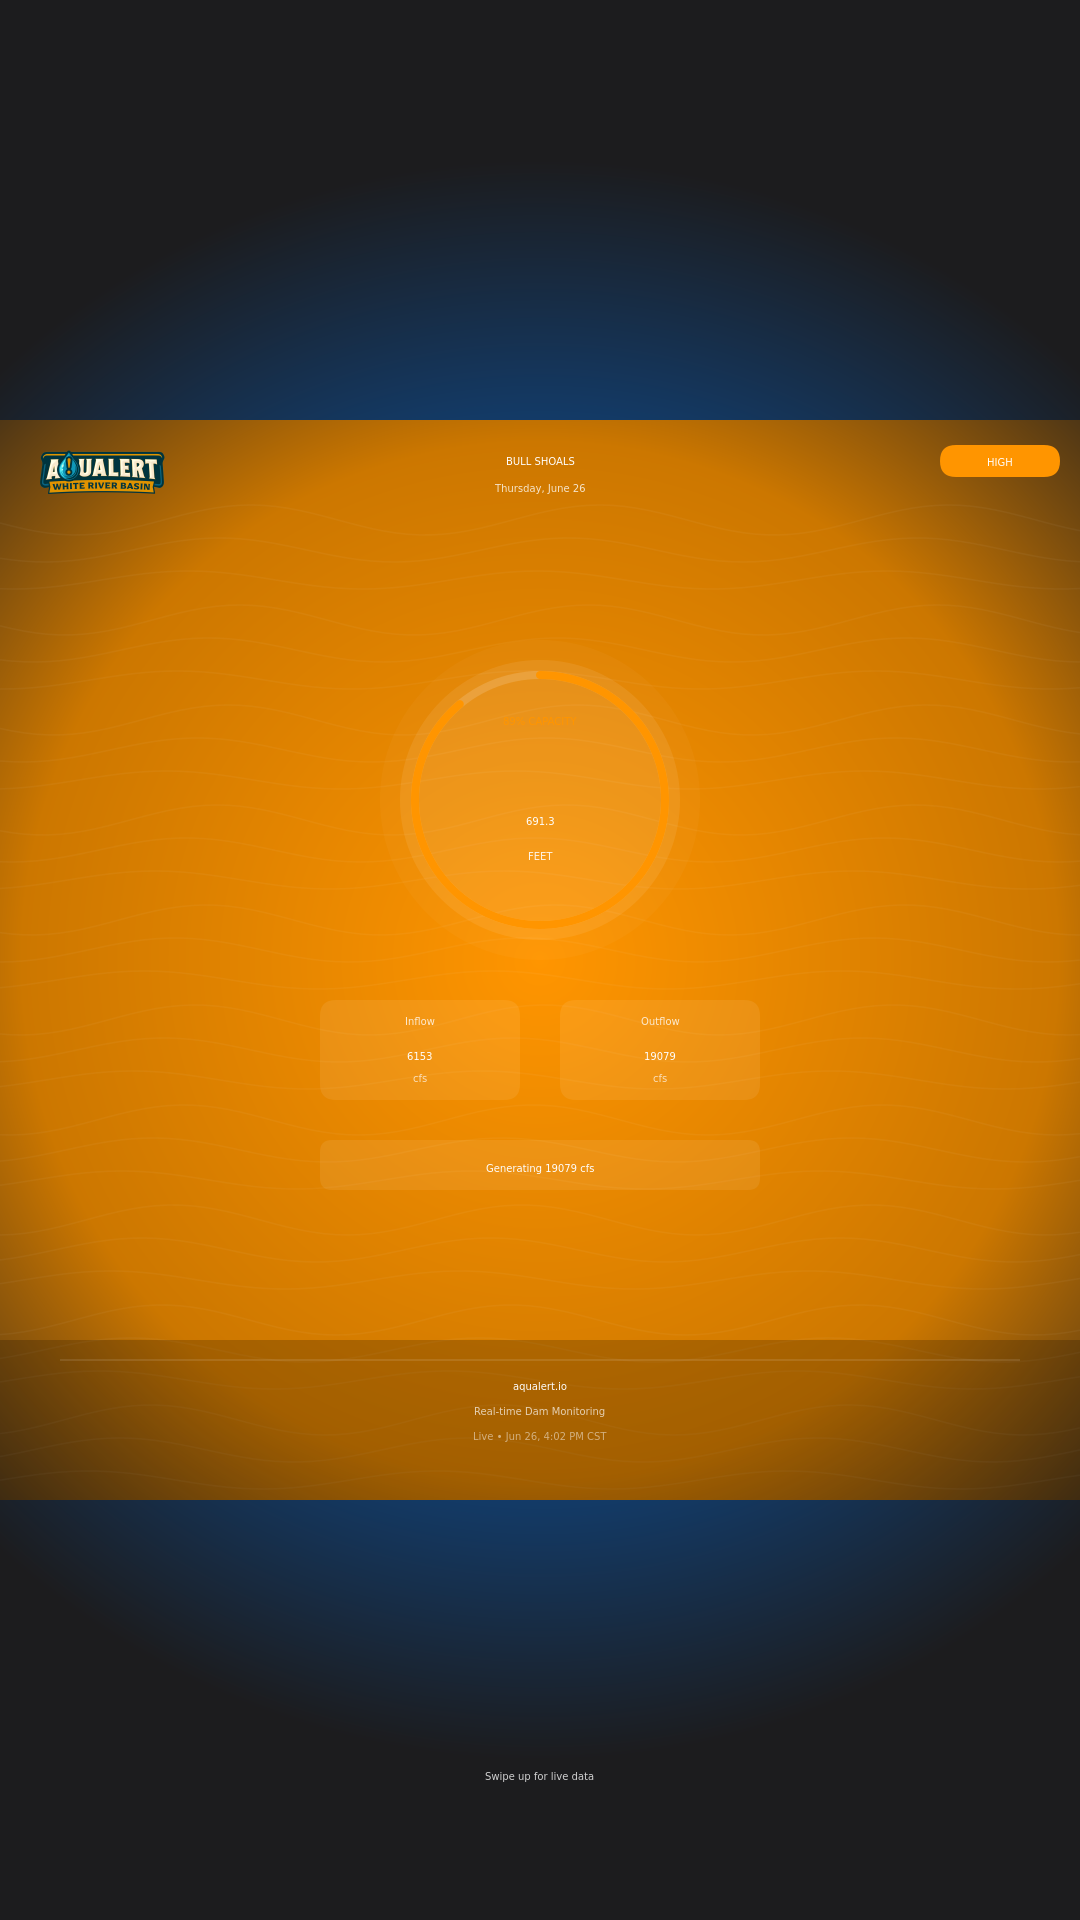 AQUALERT
WHITE RIVER BASIN
BULL SHOALS
Thursday, June 26
HIGH
691.3
FEET
Inflow
6153
cfs
Outflow
19079
cfs
Generating 19079 cfs
aqualert.io
Real-time Dam Monitoring
Live • Jun 26, 4:02 PM CST
Swipe up for live data